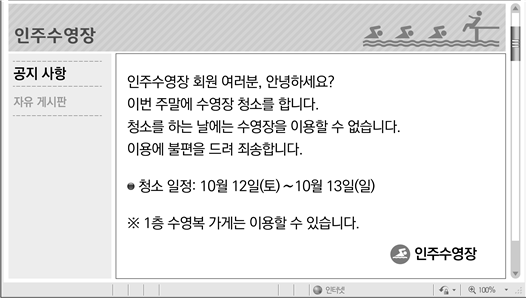 인주수영장
공지 사항
자유 게시판
인주수영장 회원 여러분, 안녕하세요?
이번 주말에 수영장 청소를 합니다.
청소를 하는 날에는 수영장을 이용할 수 없습니다.
이용에 불편을 드려 죄송합니다.
● 청소 일정: 10월 12일(토)~10월 13일(일)
※ 1층 수영복 가게는 이용할 수 있습니다.
인주수영장
인터넷
100%